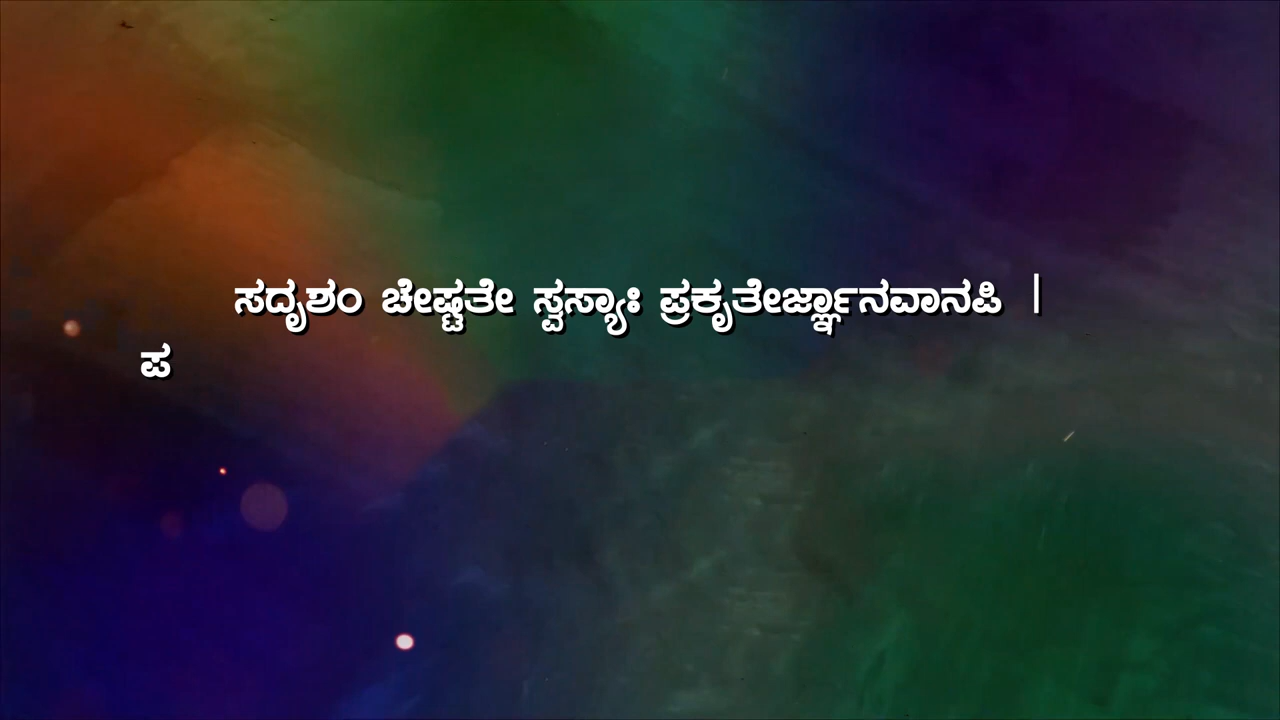 ಸದೃಶಂ ಚೇಷ್ಟತೇ ಸ್ವಸ್ಯಾಃ ಪ್ರಕೃತೇರ್ಜ್ಞಾನವಾನಪಿ |
ಪ